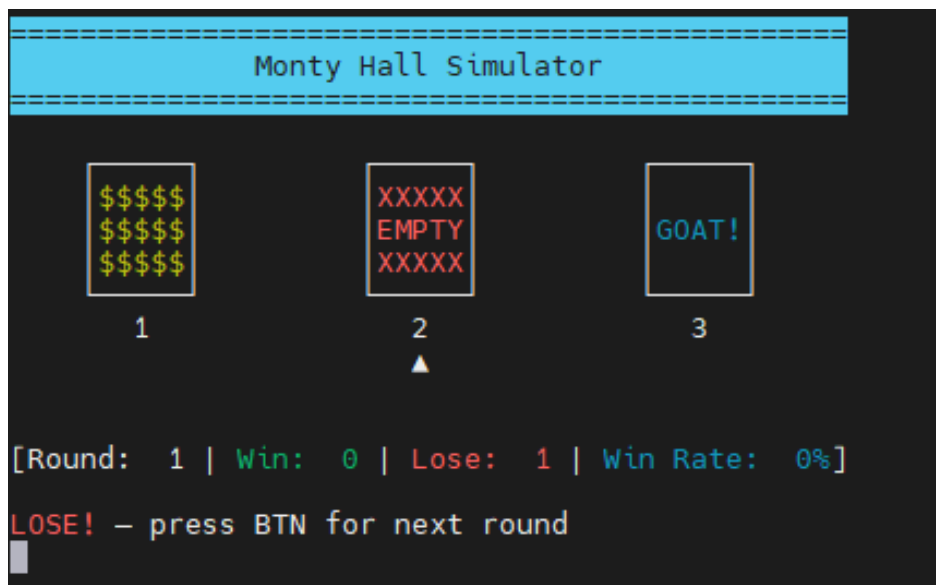 ================================================
Monty Hall Simulator
================================================
$$$$$ XXXXX
$$$$$ EMPTY GOAT!
$$$$$ XXXXX
1 2 3
▲
[Round: 1 | Win: 0 | Lose: 1 | Win Rate: 0%]
LOSE! — press BTN for next round